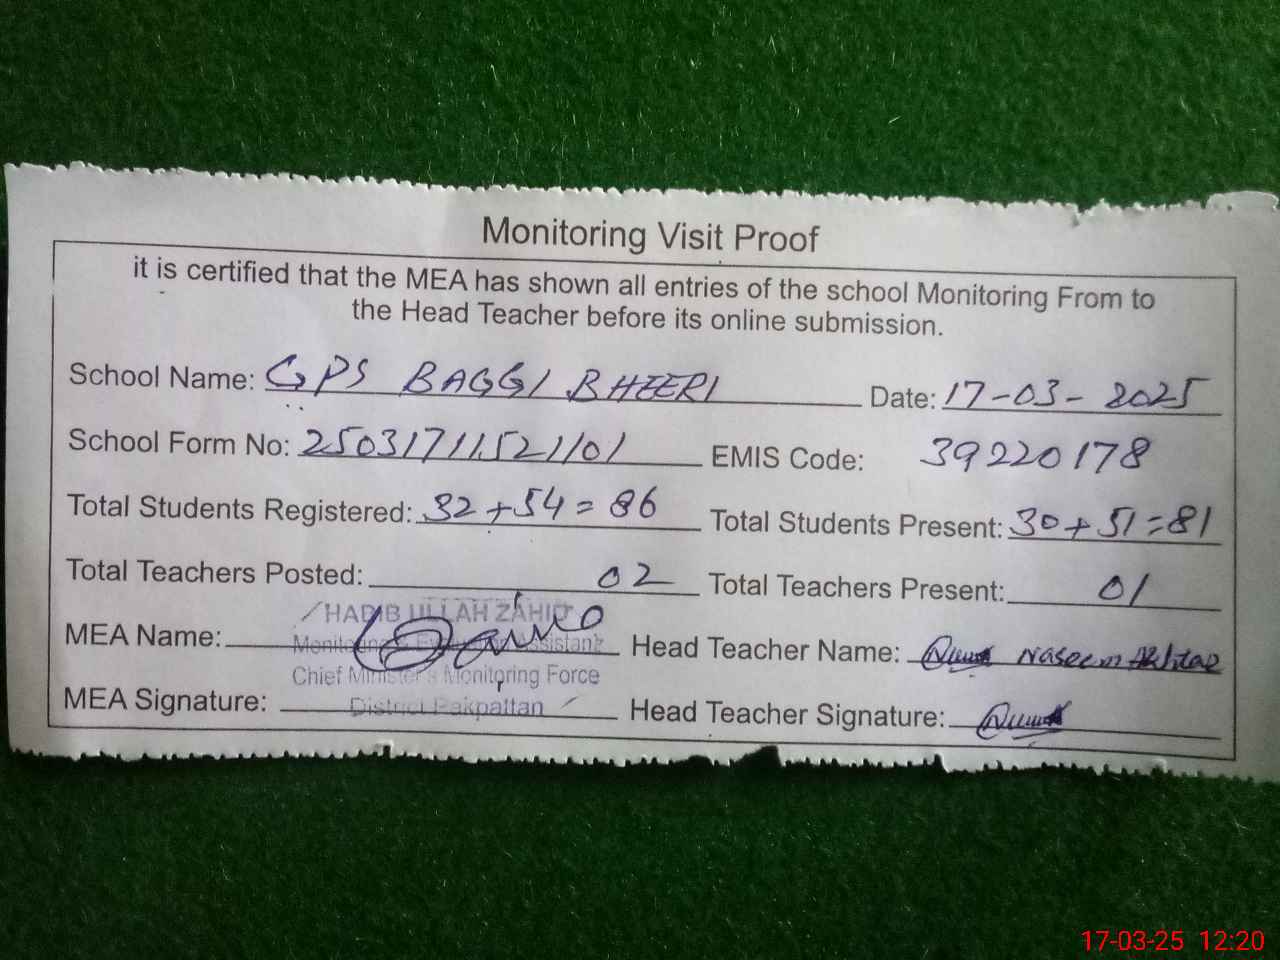 Monitoring Visit Proof
it is certified that the MEA has shown all entries of the school Monitoring From to
the Head Teacher before its online submission.
School Name: GPS BAGGI BHEERI Date: 17-03-2025
School Form No: 25031711521101 EMIS Code: 39220178
Total Students Registered: 32+54=86 Total Students Present: 30+51=81
Total Teachers Posted: 02 Total Teachers Present: 01
HABIB ULLAH ZAHID
MEA Name: Monitoring & Evaluation Assistant Head Teacher Name: Naseem Akhtar
Chief Minister's Monitoring Force
MEA Signature: District Pakpattan Head Teacher Signature:
17-03-25 12:20